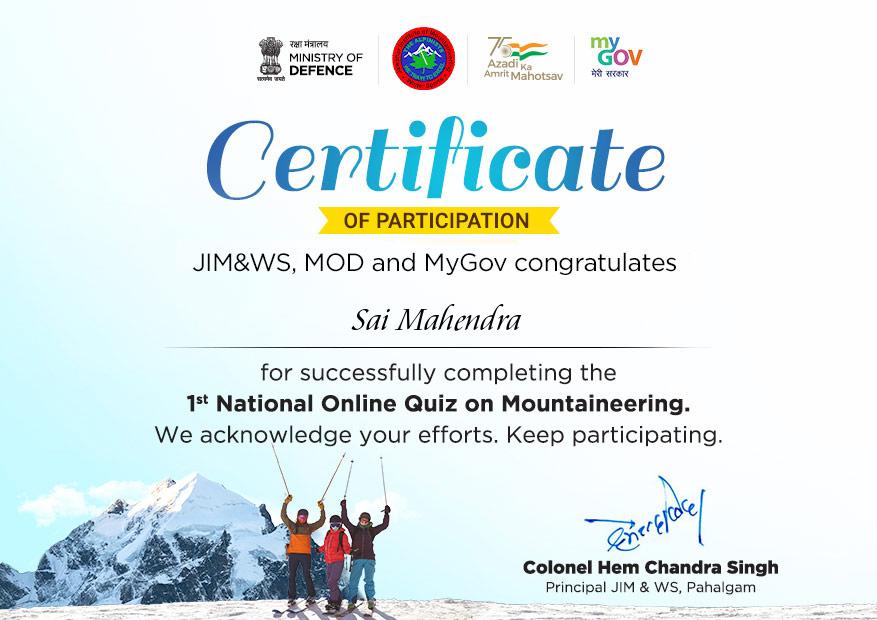 रक्षा मंत्रालय
MINISTRY OF
DEFENCE
सत्यमेव जयते
THE ALPINISTS
75
Azadi Ka
Amrit Mahotsav
my
GOV
मेरी सरकार
Certificate
OF PARTICIPATION
JIM&WS, MOD and MyGov congratulates
Sai Mahendra
for successfully completing the
1st National Online Quiz on Mountaineering.
We acknowledge your efforts. Keep participating.
Colonel Hem Chandra Singh
Principal JIM & WS, Pahalgam